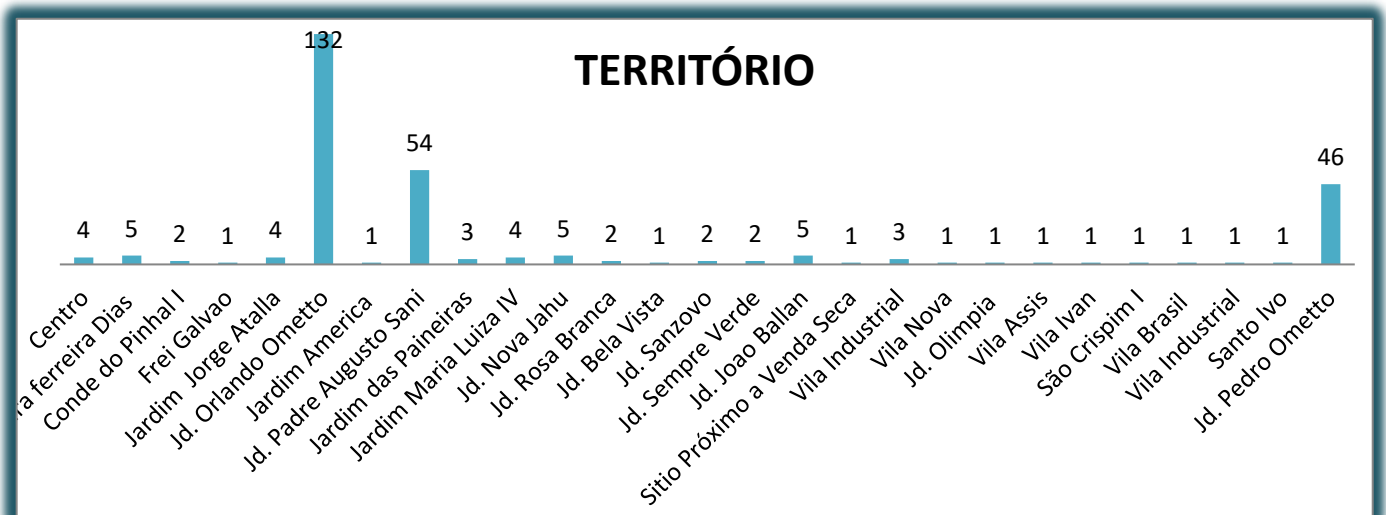 TERRITÓRIO
132
54
46
4
5
2
1
4
1
3
4
5
2
1
2
2
5
1
3
1
1
1
1
1
1
1
1
Centro
ferreira Dias
Conde do Pinhal I
Frei Galvao
Jardim Jorge Atalla
Jd. Orlando Ometto
Jardim America
Jd. Padre Augusto Sani
Jardim das Paineiras
Jardim Maria Luiza IV
Jd. Nova Jahu
Jd. Rosa Branca
Jd. Bela Vista
Jd. Sanzovo
Jd. Sempre Verde
Jd. Joao Ballan
Sitio Próximo a Venda Seca
Vila Industrial
Vila Nova
Jd. Olimpia
Vila Assis
Vila Ivan
São Crispim I
Vila Brasil
Vila Industrial
Santo Ivo
Jd. Pedro Ometto